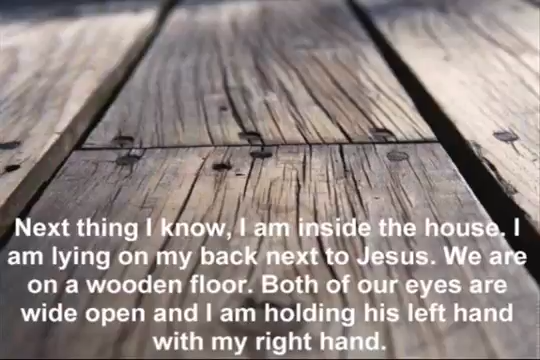 Next thing I know, I am inside the house. I
am lying on my back next to Jesus. We are
on a wooden floor. Both of our eyes are
wide open and I am holding his left hand
with my right hand.